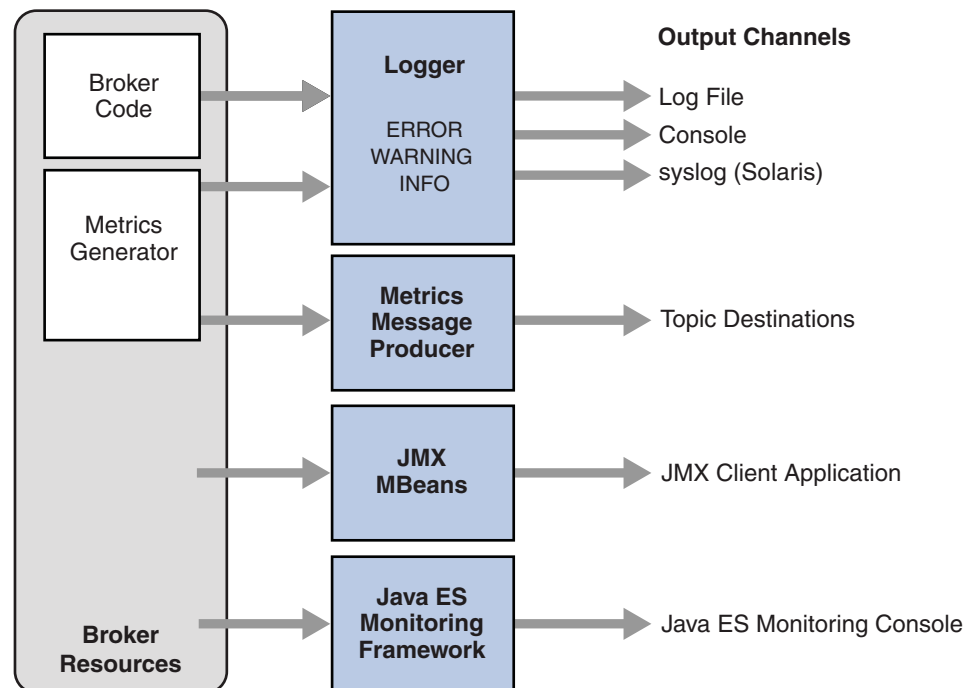 Output Channels
Broker
Code
Metrics
Generator
Broker
Resources
Logger
ERROR
WARNING
INFO
Metrics
Message
Producer
JMX
MBeans
Java ES
Monitoring
Framework
Log File
Console
syslog (Solaris)
Topic Destinations
JMX Client Application
Java ES Monitoring Console